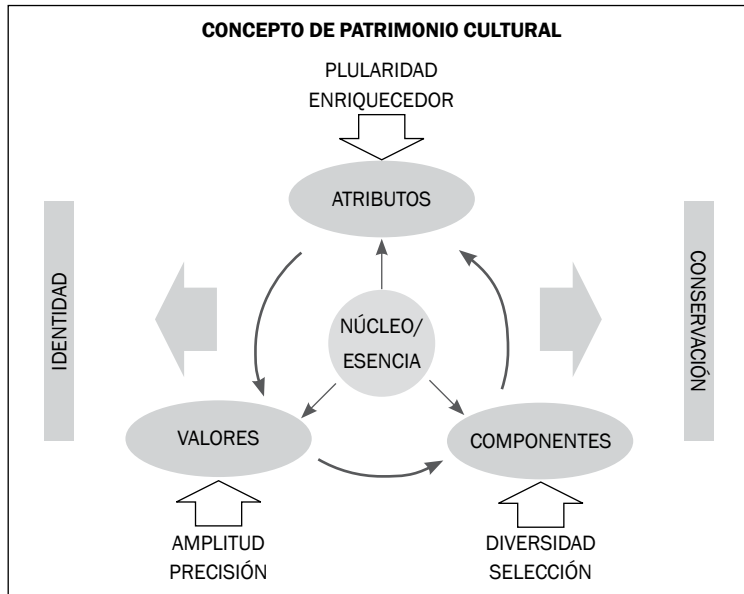 CONCEPTO DE PATRIMONIO CULTURAL
PLULARIDAD
ENRIQUECEDOR
ATRIBUTOS
IDENTIDAD
NÚCLEO/
ESENCIA
CONSERVACIÓN
VALORES
COMPONENTES
AMPLITUD
PRECISIÓN
DIVERSIDAD
SELECCIÓN